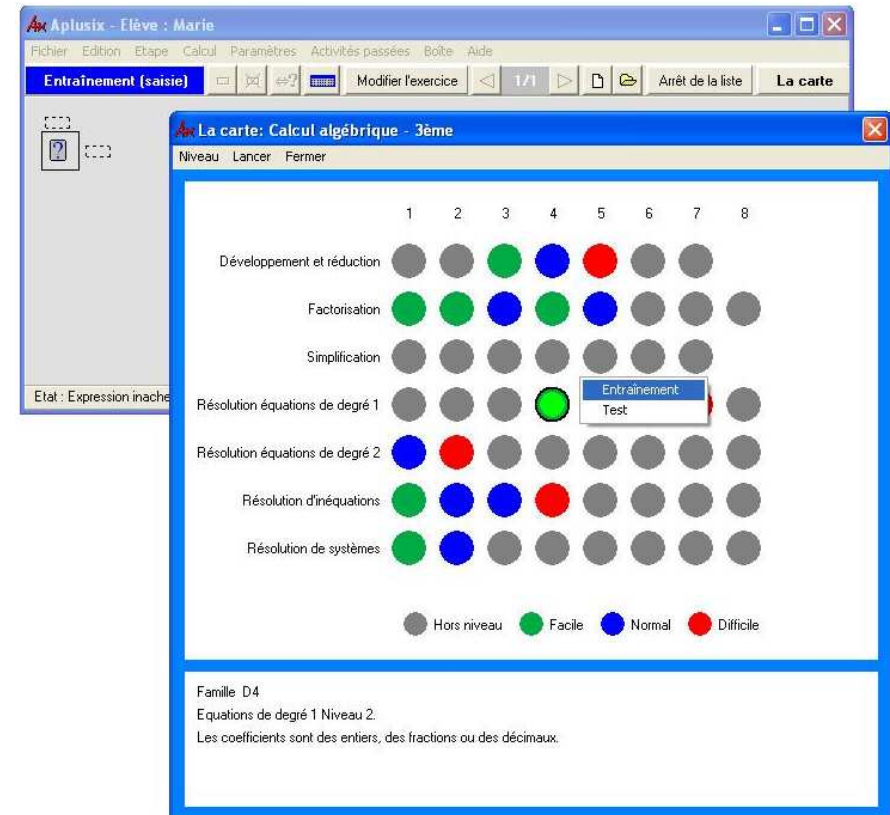 Aplusix - Elève : Marie
Fichier Edition Etape Calcul Paramètres Activités passées Boîte Aide
Entraînement (saisie) Modifier l'exercice 1/1 Arrêt de la liste La carte
?
La carte: Calcul algébrique - 3ème
Niveau Lancer Fermer
1 2 3 4 5 6 7 8
Développement et réduction
Factorisation
Simplification
Entraînement
Test
Résolution équations de degré 1
Résolution équations de degré 2
Résolution d'inéquations
Résolution de systèmes
Hors niveau Facile Normal Difficile
Etat : Expression inache
Famille D4
Equations de degré 1 Niveau 2.
Les coefficients sont des entiers, des fractions ou des décimaux.